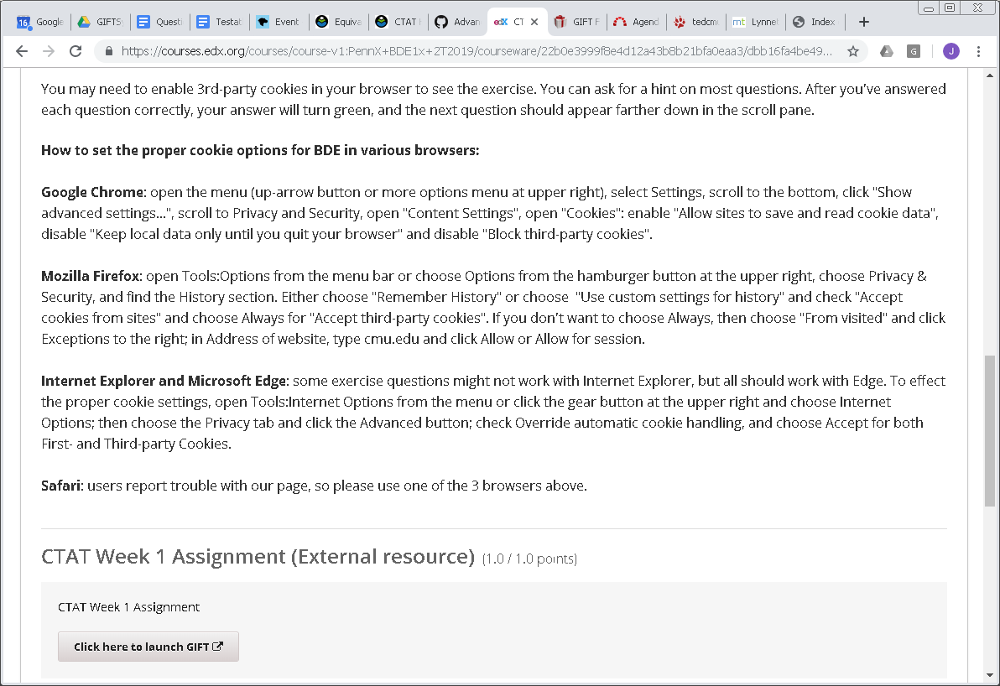 16 Google
GIFTSy
Questi
Testat
Event
Equiva
CTAT
Advan
edX CT
GIFT F
Agend
tedcmu
mt Lynnel
Index
https://courses.edx.org/courses/course-v1:PennX+BDE1x+2T2019/courseware/22b0e3999f8e4d12a43b8b21bfa0eaa3/dbb16fa4be49...
G
J
You may need to enable 3rd-party cookies in your browser to see the exercise. You can ask for a hint on most questions. After you've answered
each question correctly, your answer will turn green, and the next question should appear farther down in the scroll pane.
How to set the proper cookie options for BDE in various browsers:
Google Chrome: open the menu (up-arrow button or more options menu at upper right), select Settings, scroll to the bottom, click "Show
advanced settings...", scroll to Privacy and Security, open "Content Settings", open "Cookies": enable "Allow sites to save and read cookie data",
disable "Keep local data only until you quit your browser" and disable "Block third-party cookies".
Mozilla Firefox: open Tools:Options from the menu bar or choose Options from the hamburger button at the upper right, choose Privacy &
Security, and find the History section. Either choose "Remember History" or choose "Use custom settings for history" and check "Accept
cookies from sites" and choose Always for "Accept third-party cookies". If you don't want to choose Always, then choose "From visited" and click
Exceptions to the right; in Address of website, type cmu.edu and click Allow or Allow for session.
Internet Explorer and Microsoft Edge: some exercise questions might not work with Internet Explorer, but all should work with Edge. To effect
the proper cookie settings, open Tools:Internet Options from the menu or click the gear button at the upper right and choose Internet
Options; then choose the Privacy tab and click the Advanced button; check Override automatic cookie handling, and choose Accept for both
First- and Third-party Cookies.
Safari: users report trouble with our page, so please use one of the 3 browsers above.
CTAT Week 1 Assignment (External resource) (1.0 / 1.0 points)
CTAT Week 1 Assignment
Click here to launch GIFT